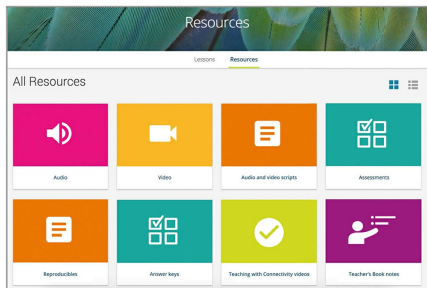 Resources
Lessons Resources
All Resources
Audio
Video
Audio and video scripts
Assessments
Reproducibles
Answer keys
Teaching with Connectivity videos
Teacher's Book notes